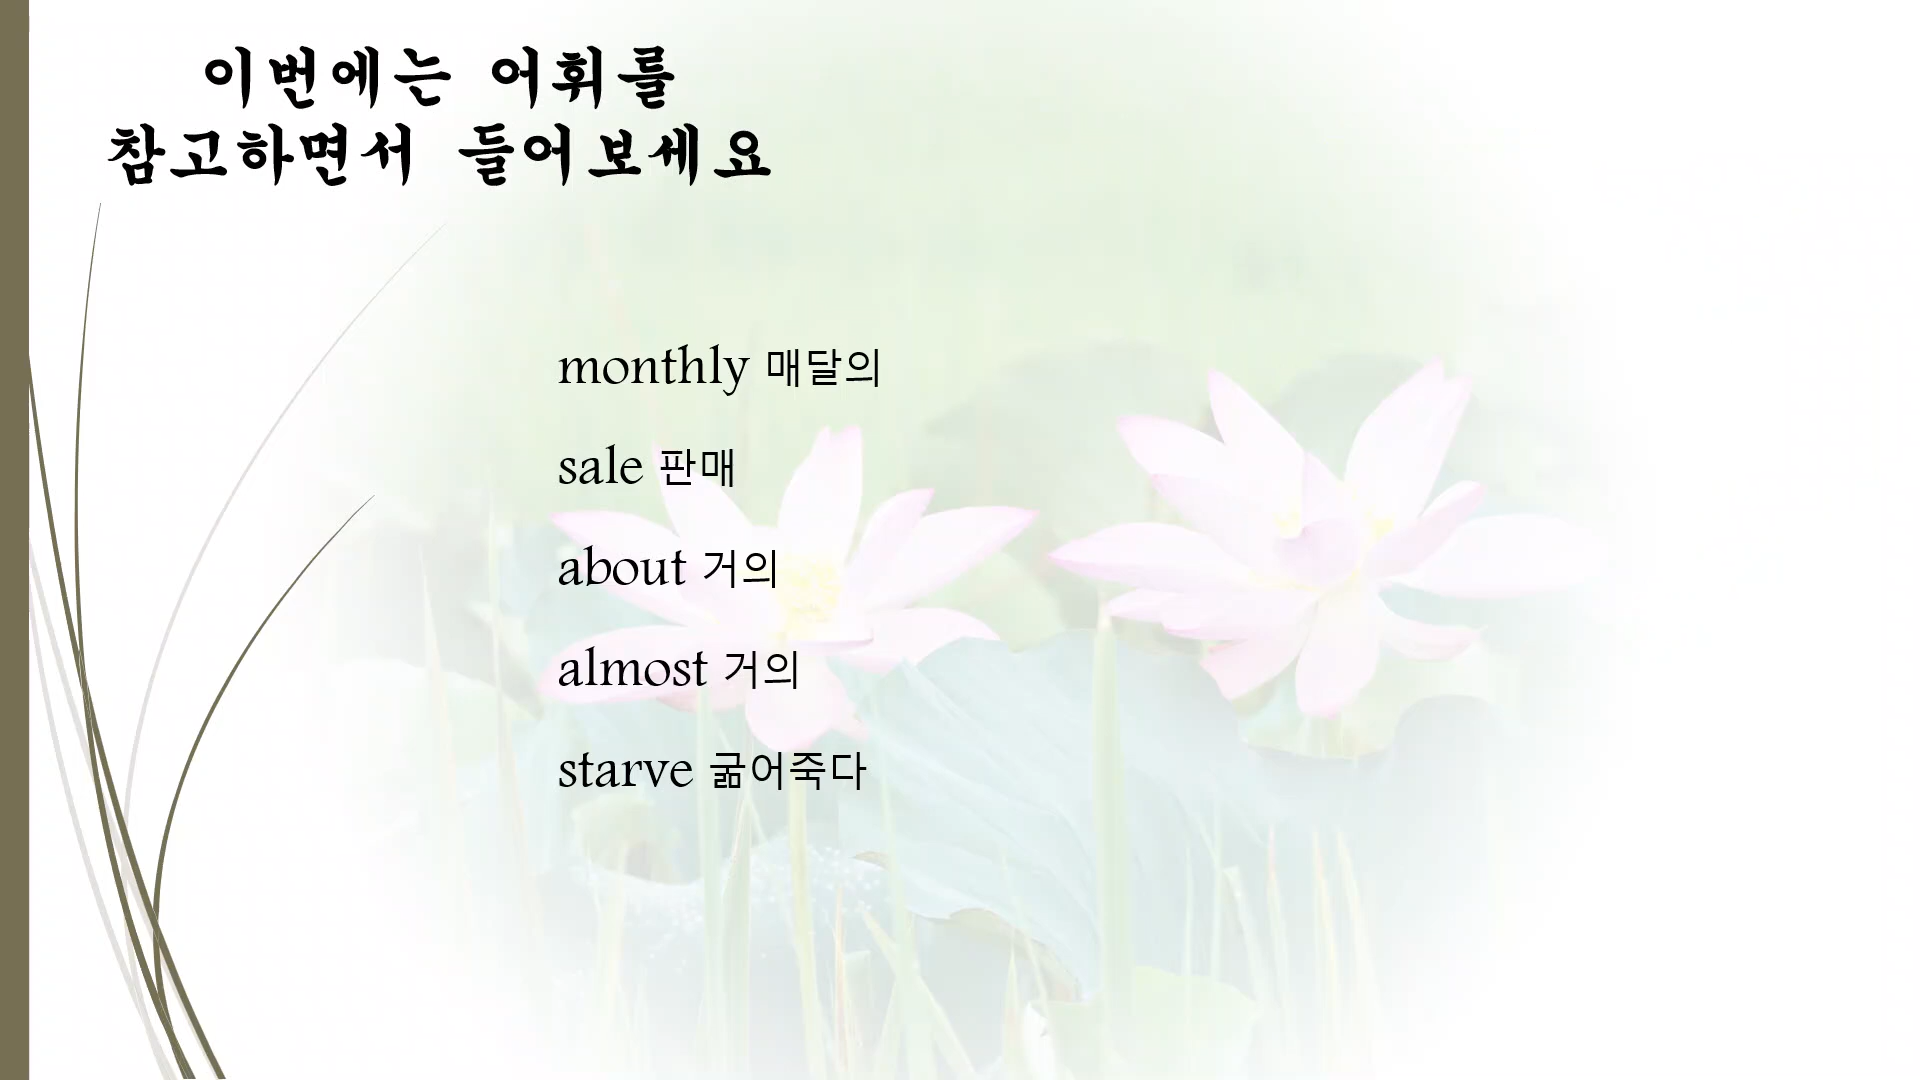 이번에는 어휘를
참고하면서 들어보세요
monthly 매달의
sale 판매
about 거의
almost 거의
starve 굶어죽다